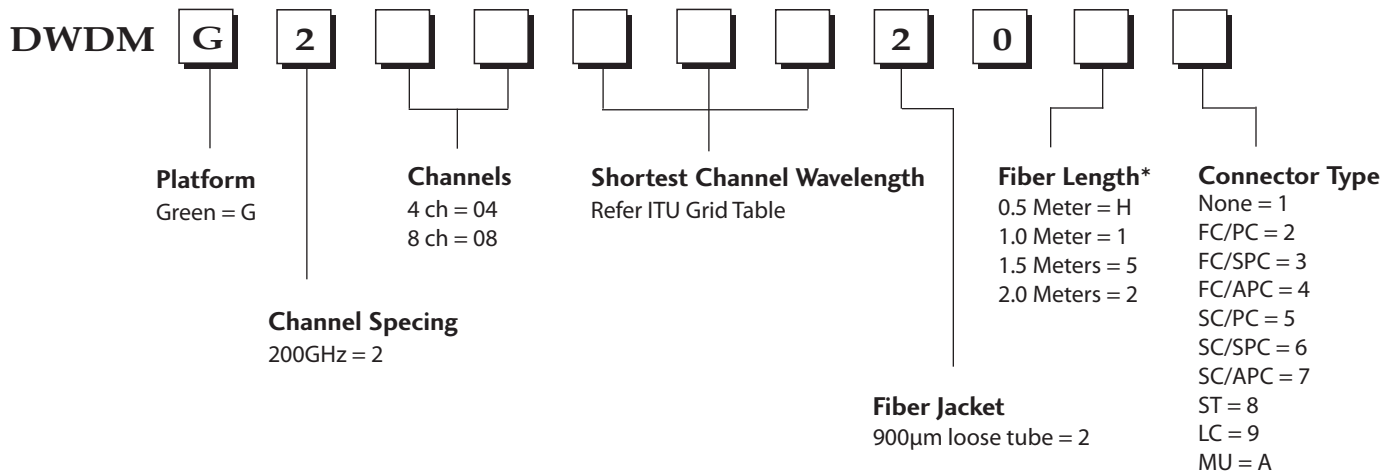 DWDM G 2 2 0
Platform
Green = G
Channel Specing
200GHz = 2
Channels
4 ch = 04
8 ch = 08
Shortest Channel Wavelength
Refer ITU Grid Table
Fiber Jacket
900µm loose tube = 2
Fiber Length*
0.5 Meter = H
1.0 Meter = 1
1.5 Meters = 5
2.0 Meters = 2
Connector Type
None = 1
FC/PC = 2
FC/SPC = 3
FC/APC = 4
SC/PC = 5
SC/SPC = 6
SC/APC = 7
ST = 8
LC = 9
MU = A